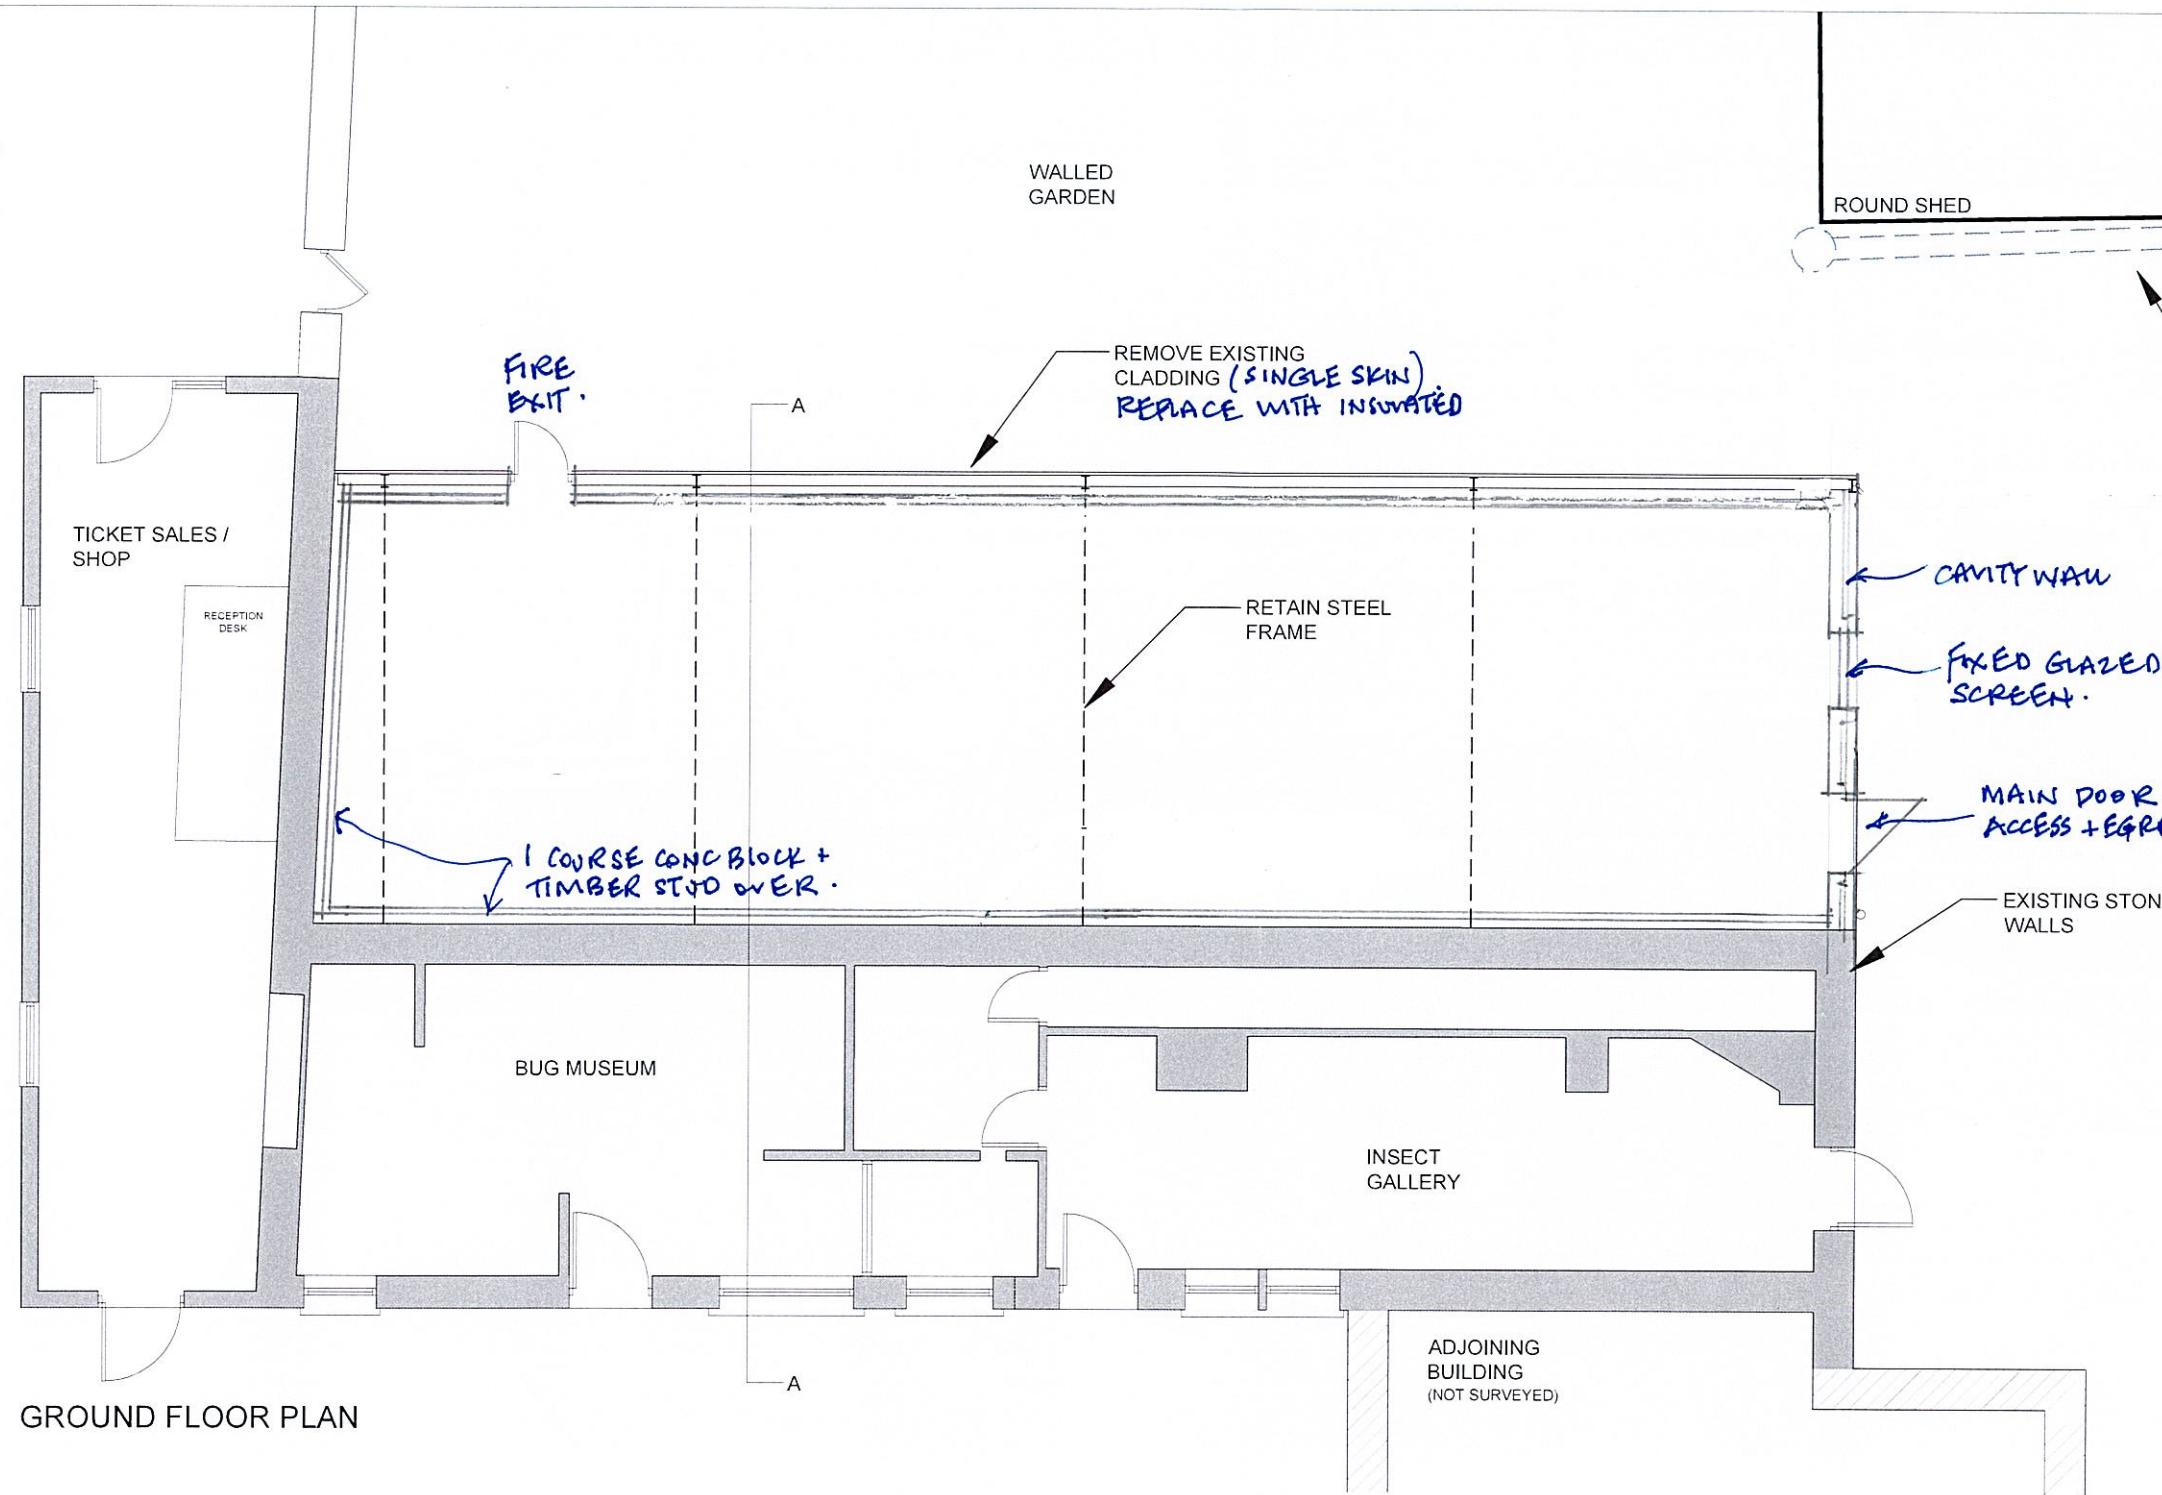 WALLED
GARDEN
ROUND SHED
FIRE
EXIT.
REMOVE EXISTING
CLADDING (SINGLE SKIN).
REPLACE WITH INSULATED
A
TICKET SALES /
SHOP
RECEPTION
DESK
CAVITY WALL
RETAIN STEEL
FRAME
FIXED GLAZED
SCREEN.
MAIN DOOR
ACCESS + EGRE
1 COURSE CONC BLOCK +
TIMBER STUD OVER.
EXISTING STON
WALLS
BUG MUSEUM
INSECT
GALLERY
ADJOINING
BUILDING
(NOT SURVEYED)
A
GROUND FLOOR PLAN